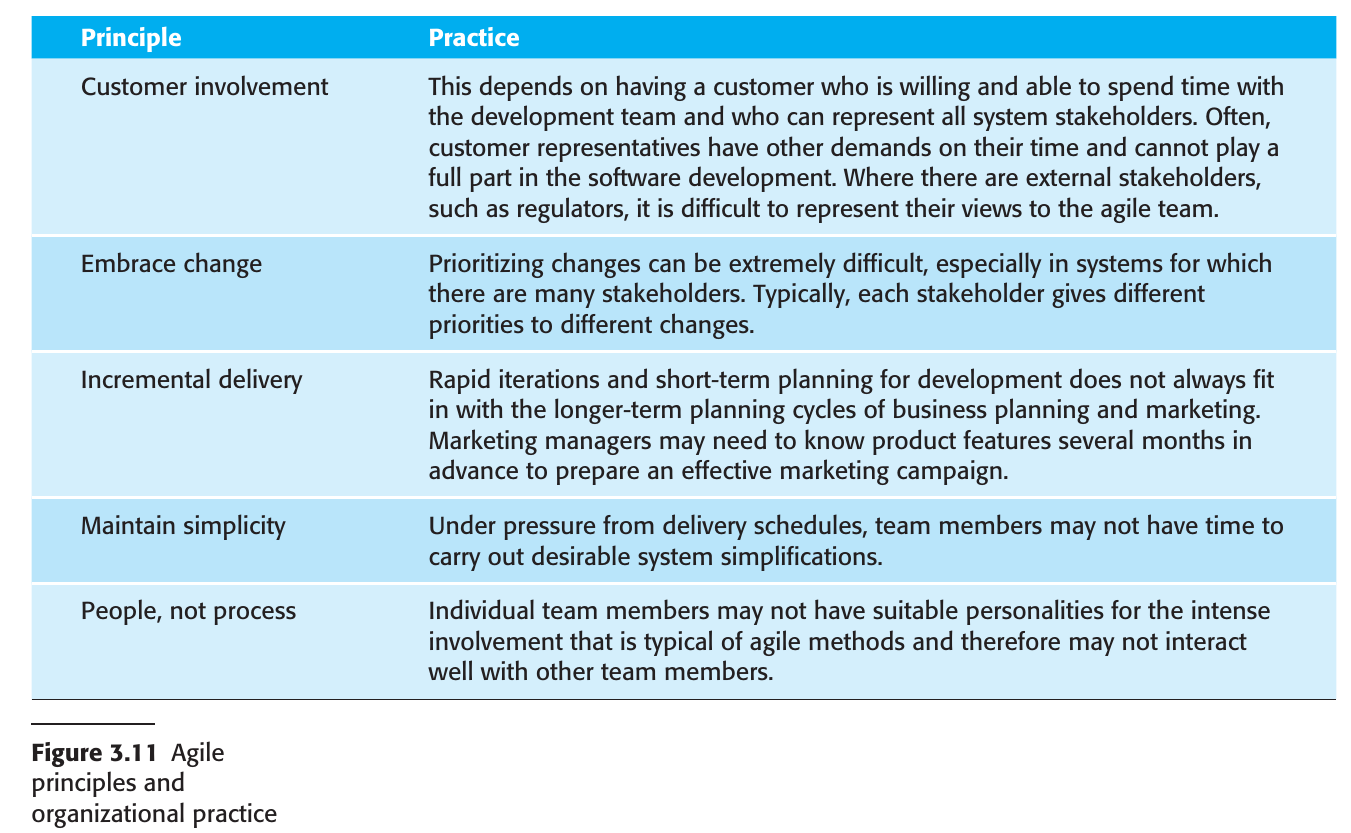 Principle Practice
Customer involvement This depends on having a customer who is willing and able to spend time with
the development team and who can represent all system stakeholders. Often,
customer representatives have other demands on their time and cannot play a
full part in the software development. Where there are external stakeholders,
such as regulators, it is difficult to represent their views to the agile team.
Embrace change Prioritizing changes can be extremely difficult, especially in systems for which
there are many stakeholders. Typically, each stakeholder gives different
priorities to different changes.
Incremental delivery Rapid iterations and short-term planning for development does not always fit
in with the longer-term planning cycles of business planning and marketing.
Marketing managers may need to know product features several months in
advance to prepare an effective marketing campaign.
Maintain simplicity Under pressure from delivery schedules, team members may not have time to
carry out desirable system simplifications.
People, not process Individual team members may not have suitable personalities for the intense
involvement that is typical of agile methods and therefore may not interact
well with other team members.
Figure 3.11 Agile
principles and
organizational practice